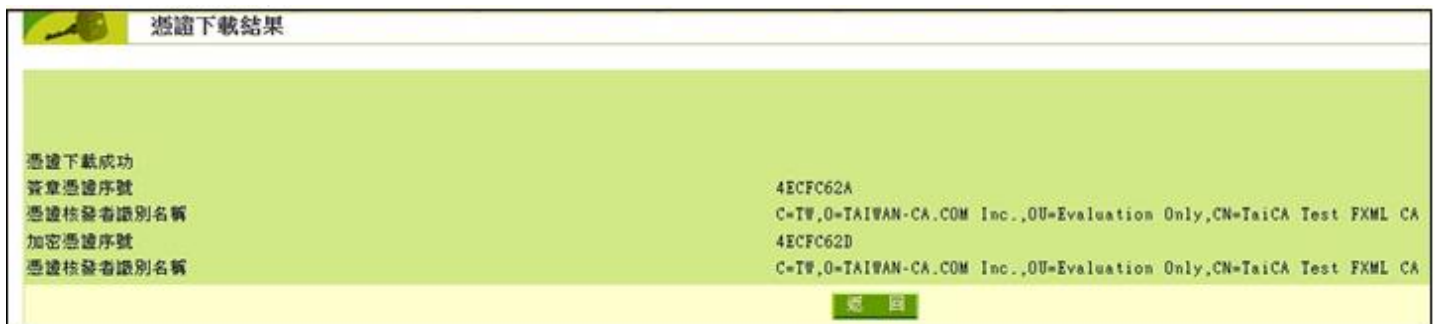 憑證下載結果
憑證下載成功
簽章憑證序號 4ECFC62A
憑證核發者識別名稱 C=TW,O=TAIWAN-CA.COM Inc.,OU=Evaluation Only,CN=TaiCA Test FXML CA
加密憑證序號 4ECFC62D
憑證核發者識別名稱 C=TW,O=TAIWAN-CA.COM Inc.,OU=Evaluation Only,CN=TaiCA Test FXML CA
返 回